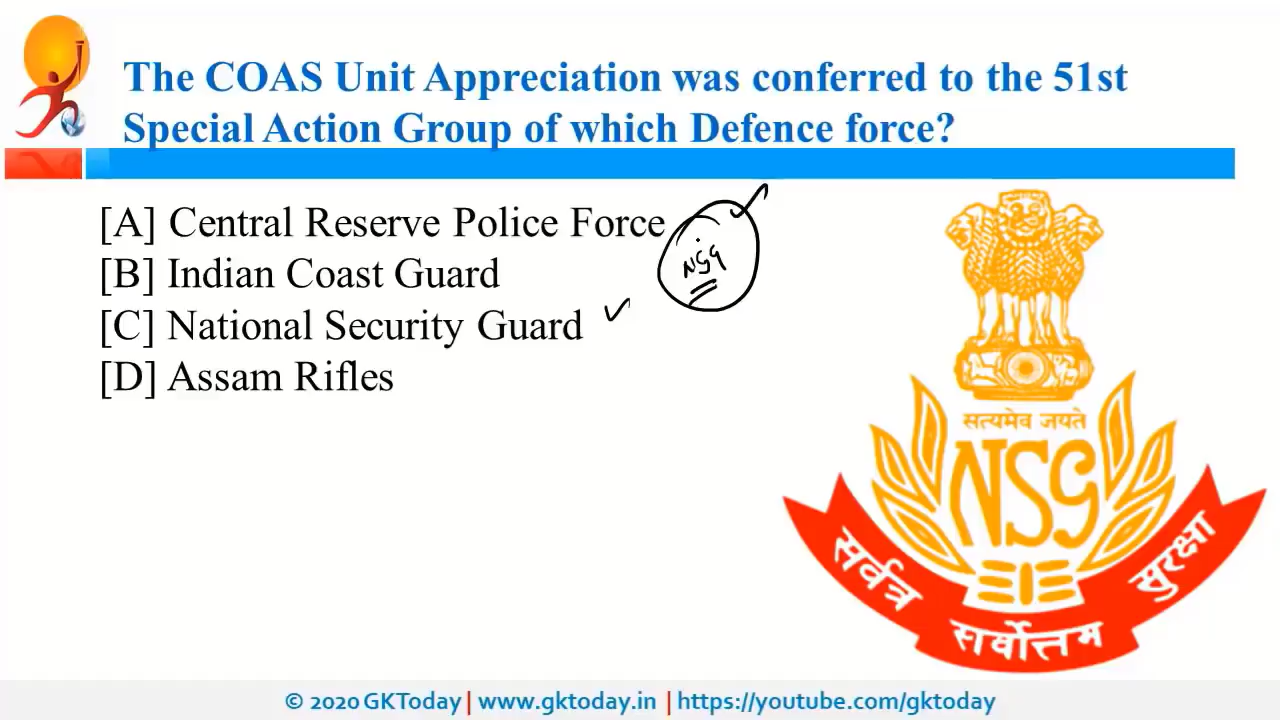 The COAS Unit Appreciation was conferred to the 51st
Special Action Group of which Defence force?
[A] Central Reserve Police Force
[B] Indian Coast Guard
[C] National Security Guard
[D] Assam Rifles
NSG
सत्यमेव जयते
NSG
सर्वत्र सर्वोत्तम सुरक्षा
© 2020 GKToday | www.gktoday.in | https://youtube.com/gktoday